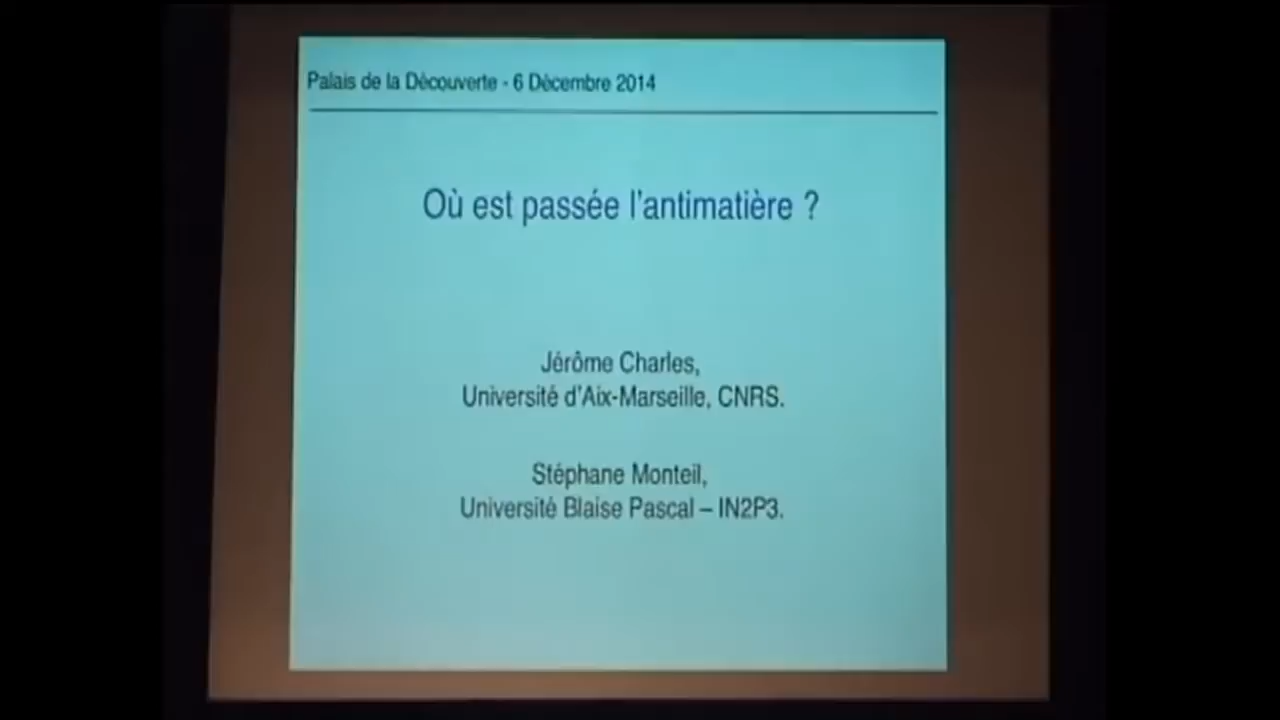 Palais de la Découverte - 6 Décembre 2014
Où est passée l'antimatière ?
Jérôme Charles,
Université d'Aix-Marseille, CNRS.
Stéphane Monteil,
Université Blaise Pascal – IN2P3.